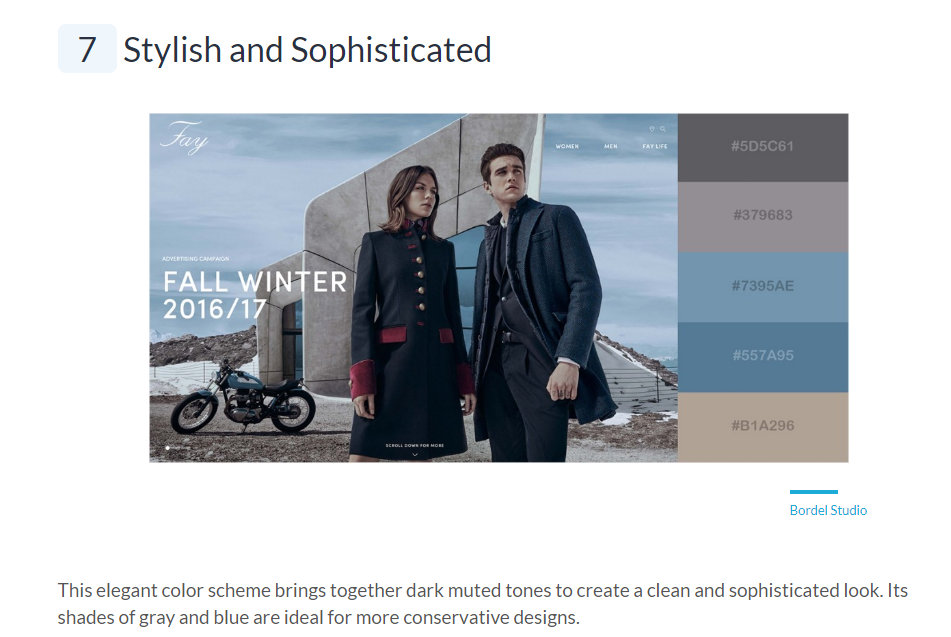 7 Stylish and Sophisticated
Fay
WOMEN MEN FAY LIFE
ADVERTISING CAMPAIGN
FALL WINTER
2016/17
SCROLL DOWN FOR MORE
#5D5C61
#379683
#7395AE
#557A95
#B1A296
Bordel Studio
This elegant color scheme brings together dark muted tones to create a clean and sophisticated look. Its
shades of gray and blue are ideal for more conservative designs.